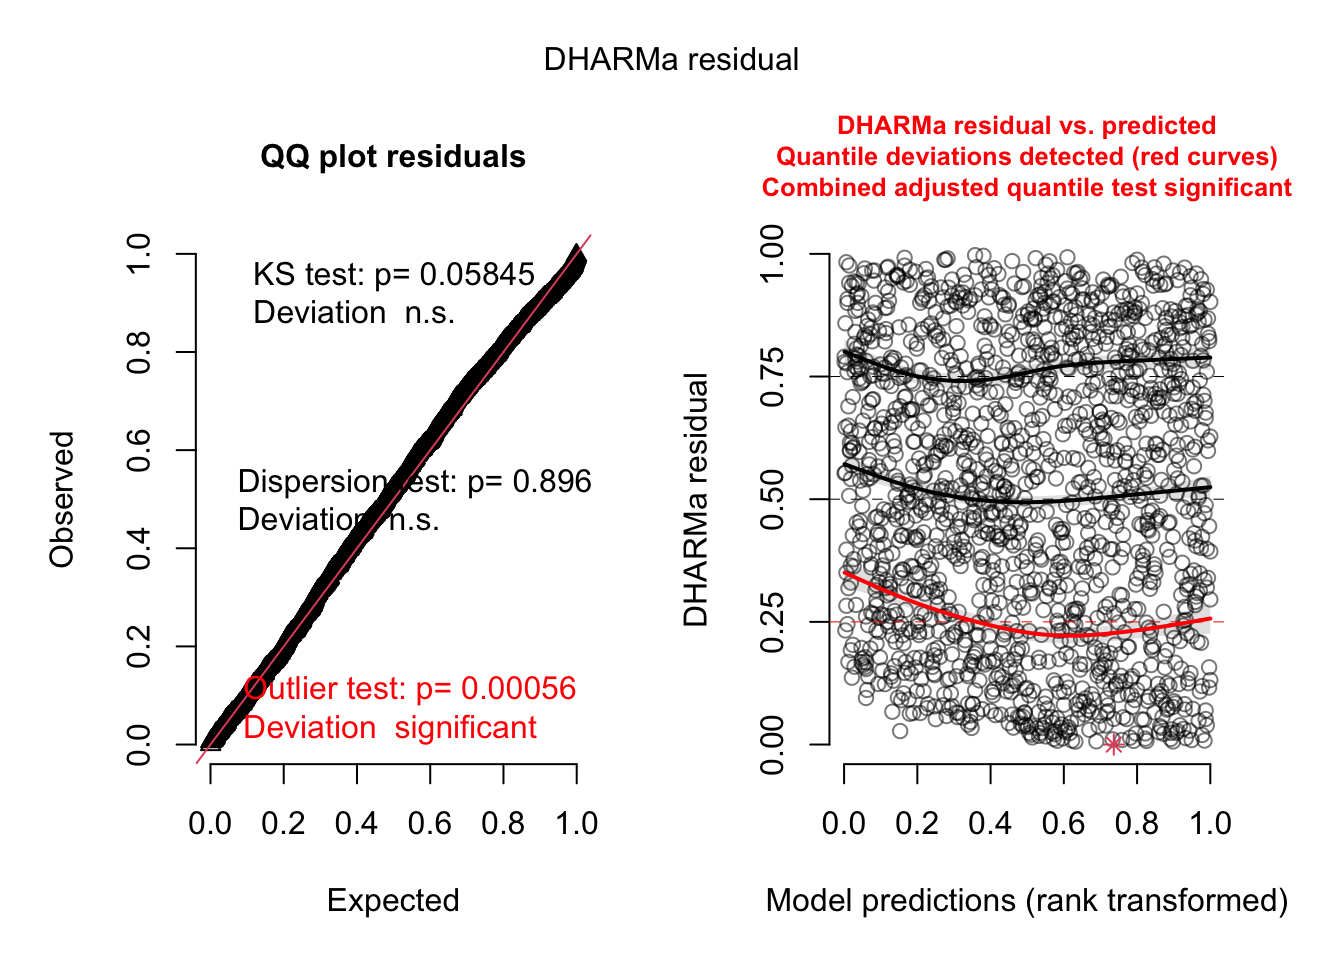 DHARMa residual
QQ plot residuals
KS test: p= 0.05845
Deviation  n.s.
Dispersion test: p= 0.896
Deviation  n.s.
Outlier test: p= 0.00056
Deviation  significant
Observed
1.0
0.8
0.6
0.4
0.2
0.0
0.0 0.2 0.4 0.6 0.8 1.0
Expected
DHARMa residual vs. predicted
Quantile deviations detected (red curves)
Combined adjusted quantile test significant
DHARMa residual
1.00
0.75
0.50
0.25
0.00
0.0 0.2 0.4 0.6 0.8 1.0
Model predictions (rank transformed)